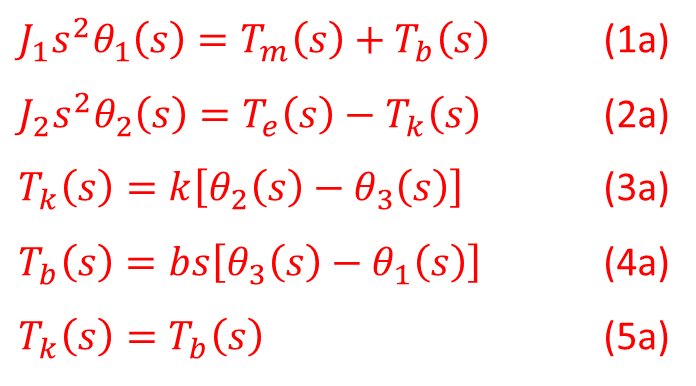 J₁s²θ₁(s) = Tₘ(s) + T_b(s) (1a)
J₂s²θ₂(s) = Tₑ(s) − Tₖ(s) (2a)
Tₖ(s) = k[θ₂(s) − θ₃(s)] (3a)
T_b(s) = bs[θ₃(s) − θ₁(s)] (4a)
Tₖ(s) = T_b(s) (5a)